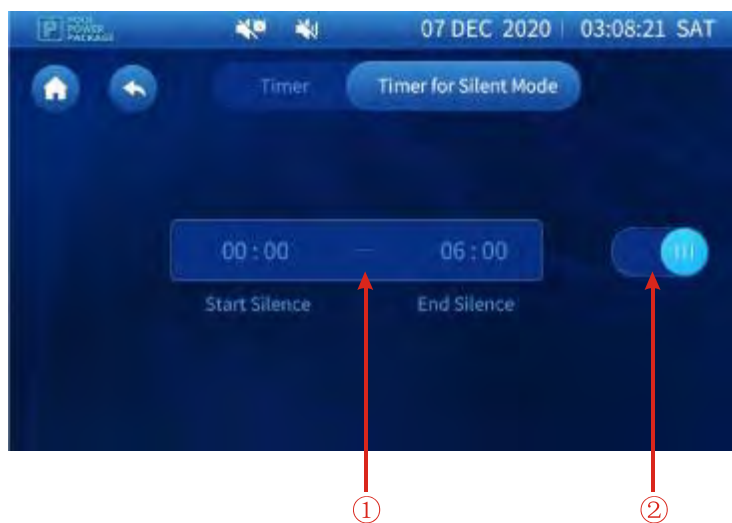 P POOL POWER PACKAGE 07 DEC 2020 | 03:08:21 SAT
Timer Timer for Silent Mode
00 : 00 — 06 : 00
Start Silence End Silence
① ②